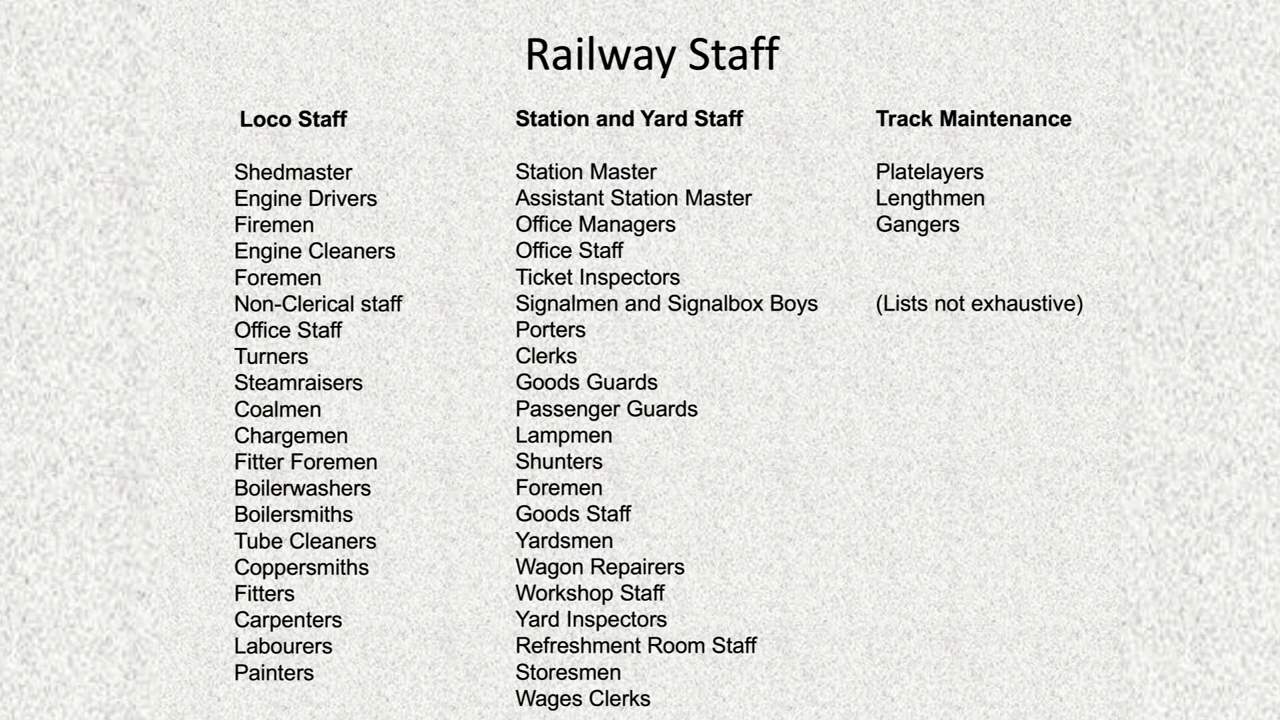 Railway Staff
Loco Staff
Shedmaster
Engine Drivers
Firemen
Engine Cleaners
Foremen
Non-Clerical staff
Office Staff
Turners
Steamraisers
Coalmen
Chargemen
Fitter Foremen
Boilerwashers
Boilersmiths
Tube Cleaners
Coppersmiths
Fitters
Carpenters
Labourers
Painters
Station and Yard Staff
Station Master
Assistant Station Master
Office Managers
Office Staff
Ticket Inspectors
Signalmen and Signalbox Boys
Porters
Clerks
Goods Guards
Passenger Guards
Lampmen
Shunters
Foremen
Goods Staff
Yardsmen
Wagon Repairers
Workshop Staff
Yard Inspectors
Refreshment Room Staff
Storesmen
Wages Clerks
Track Maintenance
Platelayers
Lengthmen
Gangers
(Lists not exhaustive)